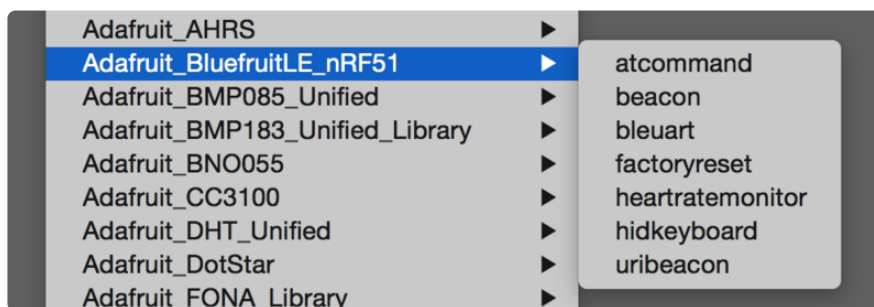 Adafruit_AHRS
Adafruit_BluefruitLE_nRF51
Adafruit_BMP085_Unified
Adafruit_BMP183_Unified_Library
Adafruit_BNO055
Adafruit_CC3100
Adafruit_DHT_Unified
Adafruit_DotStar
Adafruit_FONA_Library
atcommand
beacon
bleuart
factoryreset
heartratemonitor
hidkeyboard
uribeacon